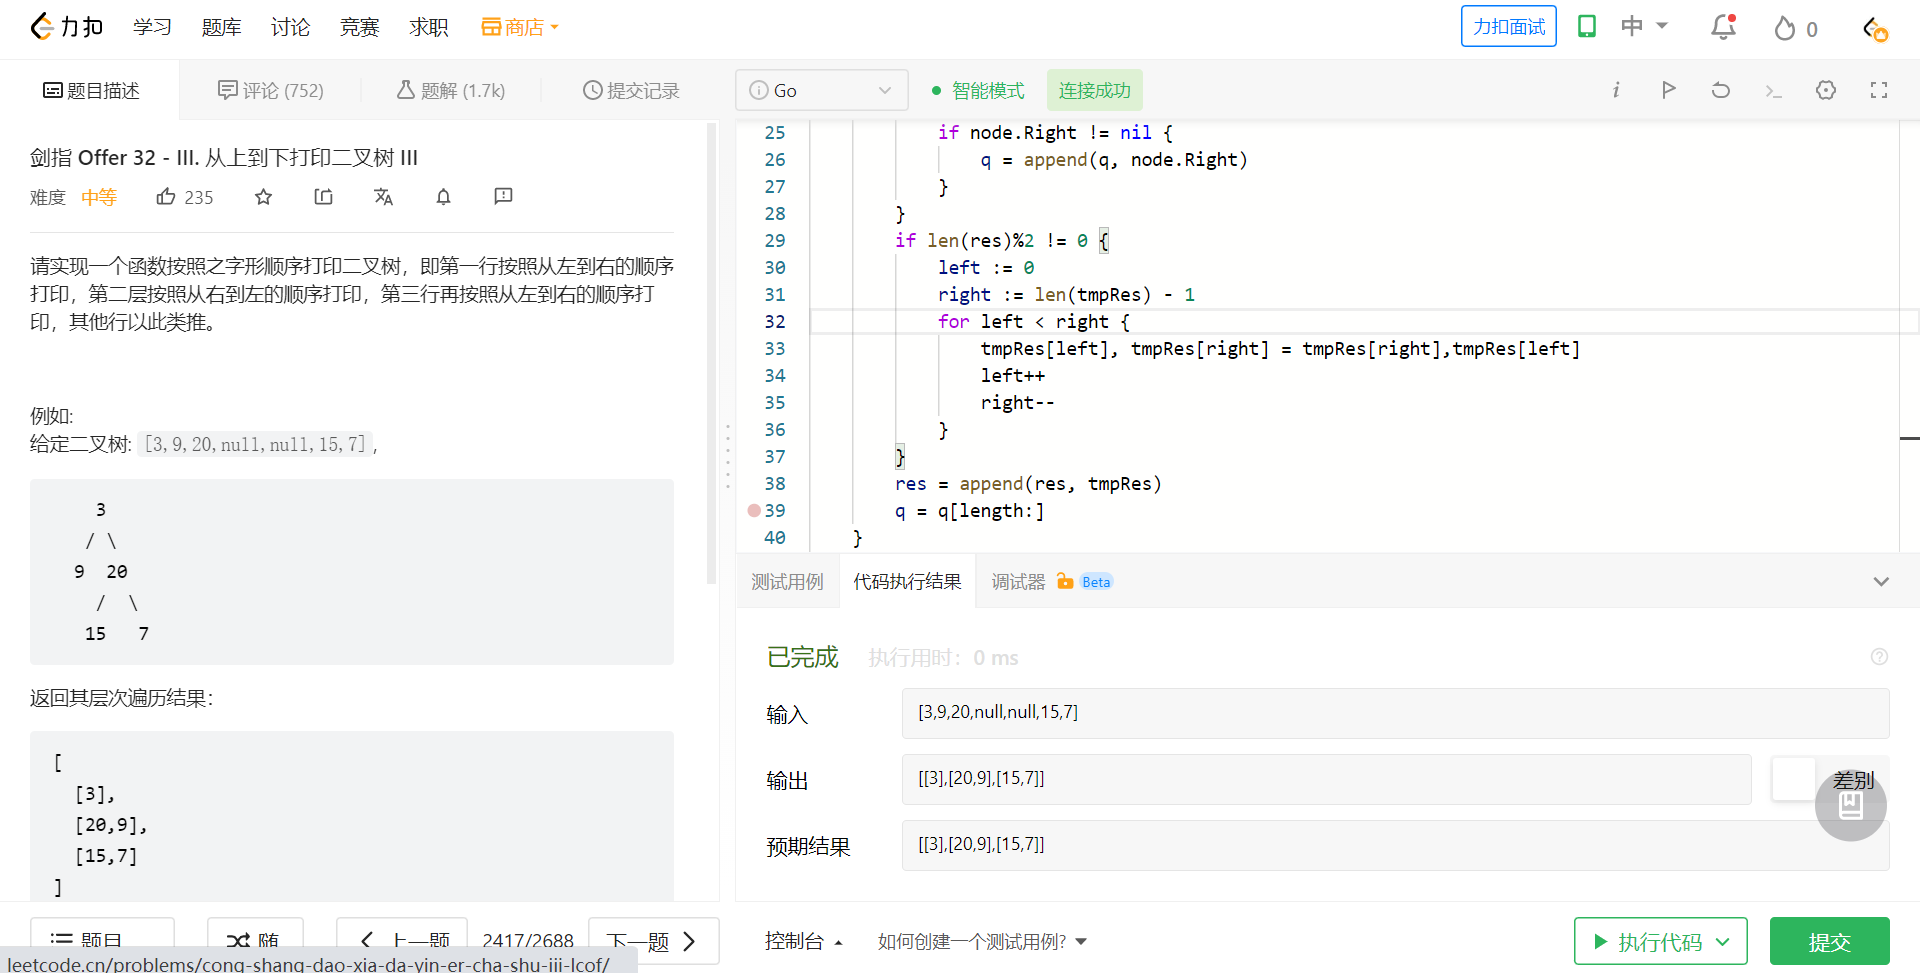 力扣 学习 题库 讨论 竞赛 求职 商店 力扣面试 中 0
题目描述 评论 (752) 题解 (1.7k) 提交记录
剑指 Offer 32 - III. 从上到下打印二叉树 III
难度 中等 235
请实现一个函数按照之字形顺序打印二叉树，即第一行按照从左到右的顺序
打印，第二层按照从右到左的顺序打印，第三行再按照从左到右的顺序打
印，其他行以此类推。
例如:
给定二叉树: [3,9,20,null,null,15,7],
3
/ \
9 20
/ \
15 7
返回其层次遍历结果：
[
[3],
[20,9],
[15,7]
]
题目 随 上一题 2417/2688 下一题
leetcode.cn/problems/cong-shang-dao-xia-da-yin-er-cha-shu-iii-lcof/
Go 智能模式 连接成功
25 if node.Right != nil {
26 q = append(q, node.Right)
27 }
28 }
29 if len(res)%2 != 0 {
30 left := 0
31 right := len(tmpRes) - 1
32 for left < right {
33 tmpRes[left], tmpRes[right] = tmpRes[right],tmpRes[left]
34 left++
35 right--
36 }
37 }
38 res = append(res, tmpRes)
39 q = q[length:]
40 }
测试用例 代码执行结果 调试器 Beta
已完成 执行用时：0 ms
输入 [3,9,20,null,null,15,7]
输出 [[3],[20,9],[15,7]] 差别
预期结果 [[3],[20,9],[15,7]]
控制台 如何创建一个测试用例? 执行代码 提交